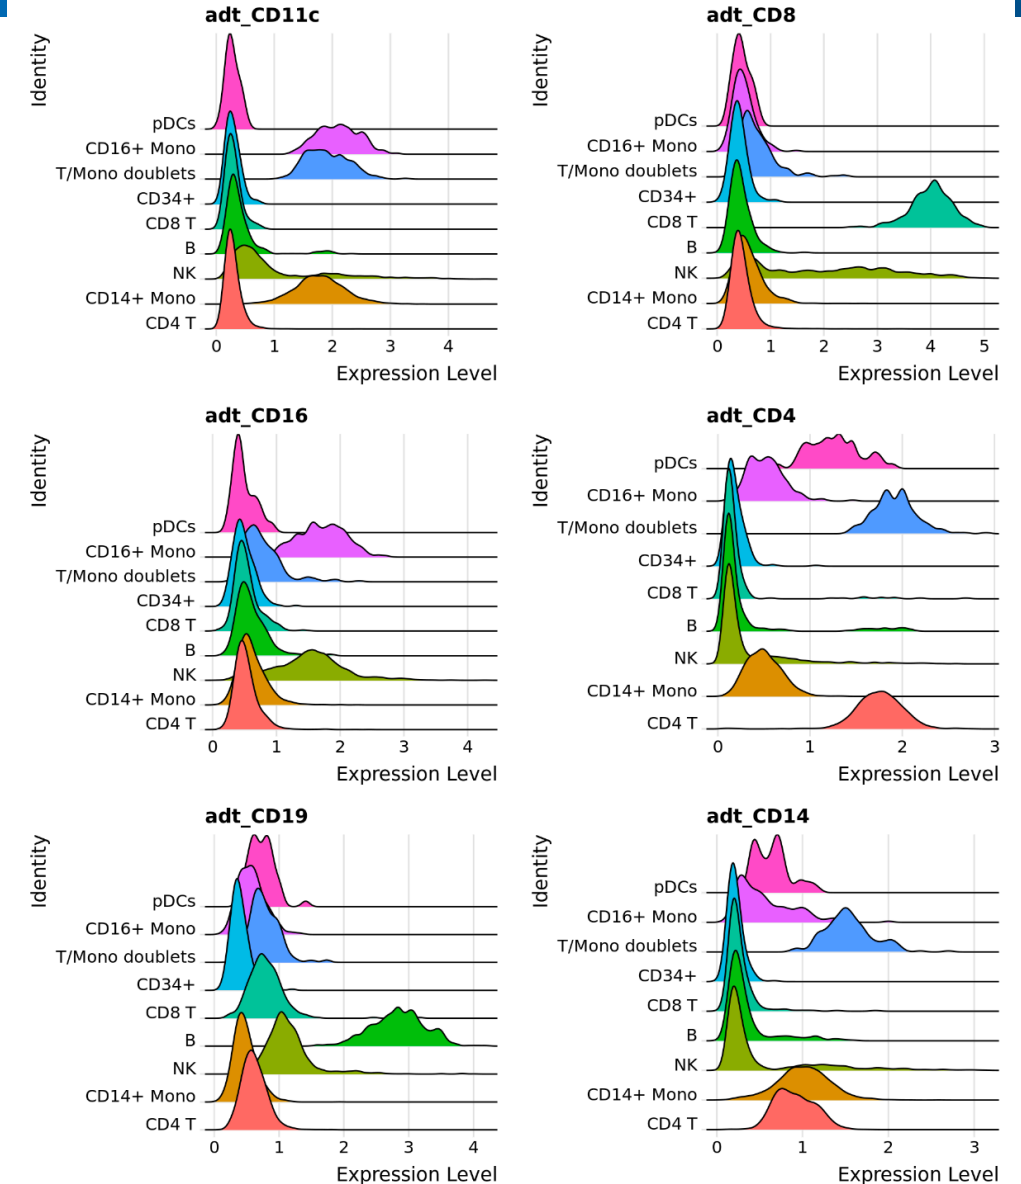 adt_CD11c
Identity
pDCs
CD16+ Mono
T/Mono doublets
CD34+
CD8 T
B
NK
CD14+ Mono
CD4 T
0 1 2 3 4
Expression Level
adt_CD8
Identity
pDCs
CD16+ Mono
T/Mono doublets
CD34+
CD8 T
B
NK
CD14+ Mono
CD4 T
0 1 2 3 4 5
Expression Level
adt_CD16
Identity
pDCs
CD16+ Mono
T/Mono doublets
CD34+
CD8 T
B
NK
CD14+ Mono
CD4 T
0 1 2 3 4
Expression Level
adt_CD4
Identity
pDCs
CD16+ Mono
T/Mono doublets
CD34+
CD8 T
B
NK
CD14+ Mono
CD4 T
0 1 2 3
Expression Level
adt_CD19
Identity
pDCs
CD16+ Mono
T/Mono doublets
CD34+
CD8 T
B
NK
CD14+ Mono
CD4 T
0 1 2 3 4
Expression Level
adt_CD14
Identity
pDCs
CD16+ Mono
T/Mono doublets
CD34+
CD8 T
B
NK
CD14+ Mono
CD4 T
0 1 2 3
Expression Level